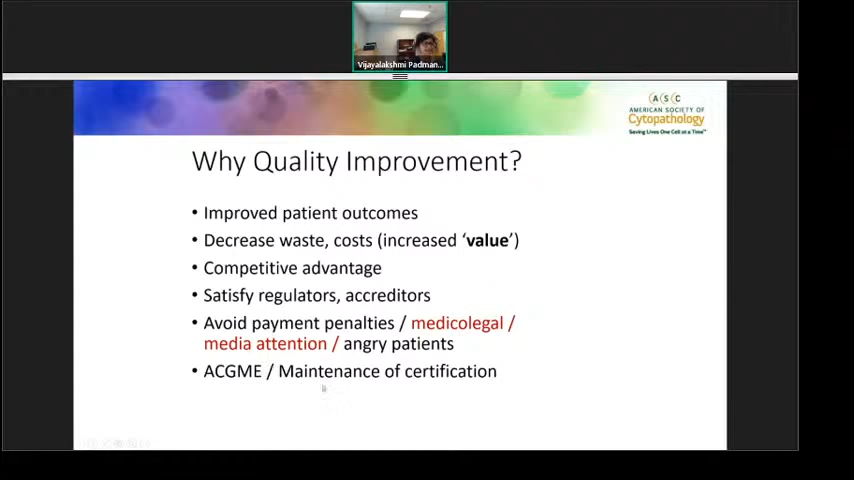 Vijayalakshmi Padman...
A S C
AMERICAN SOCIETY OF
Cytopathology
Saving Lives One Cell at a Time™
Why Quality Improvement?
• Improved patient outcomes
• Decrease waste, costs (increased ‘value’)
• Competitive advantage
• Satisfy regulators, accreditors
• Avoid payment penalties / medicolegal /
media attention / angry patients
• ACGME / Maintenance of certification